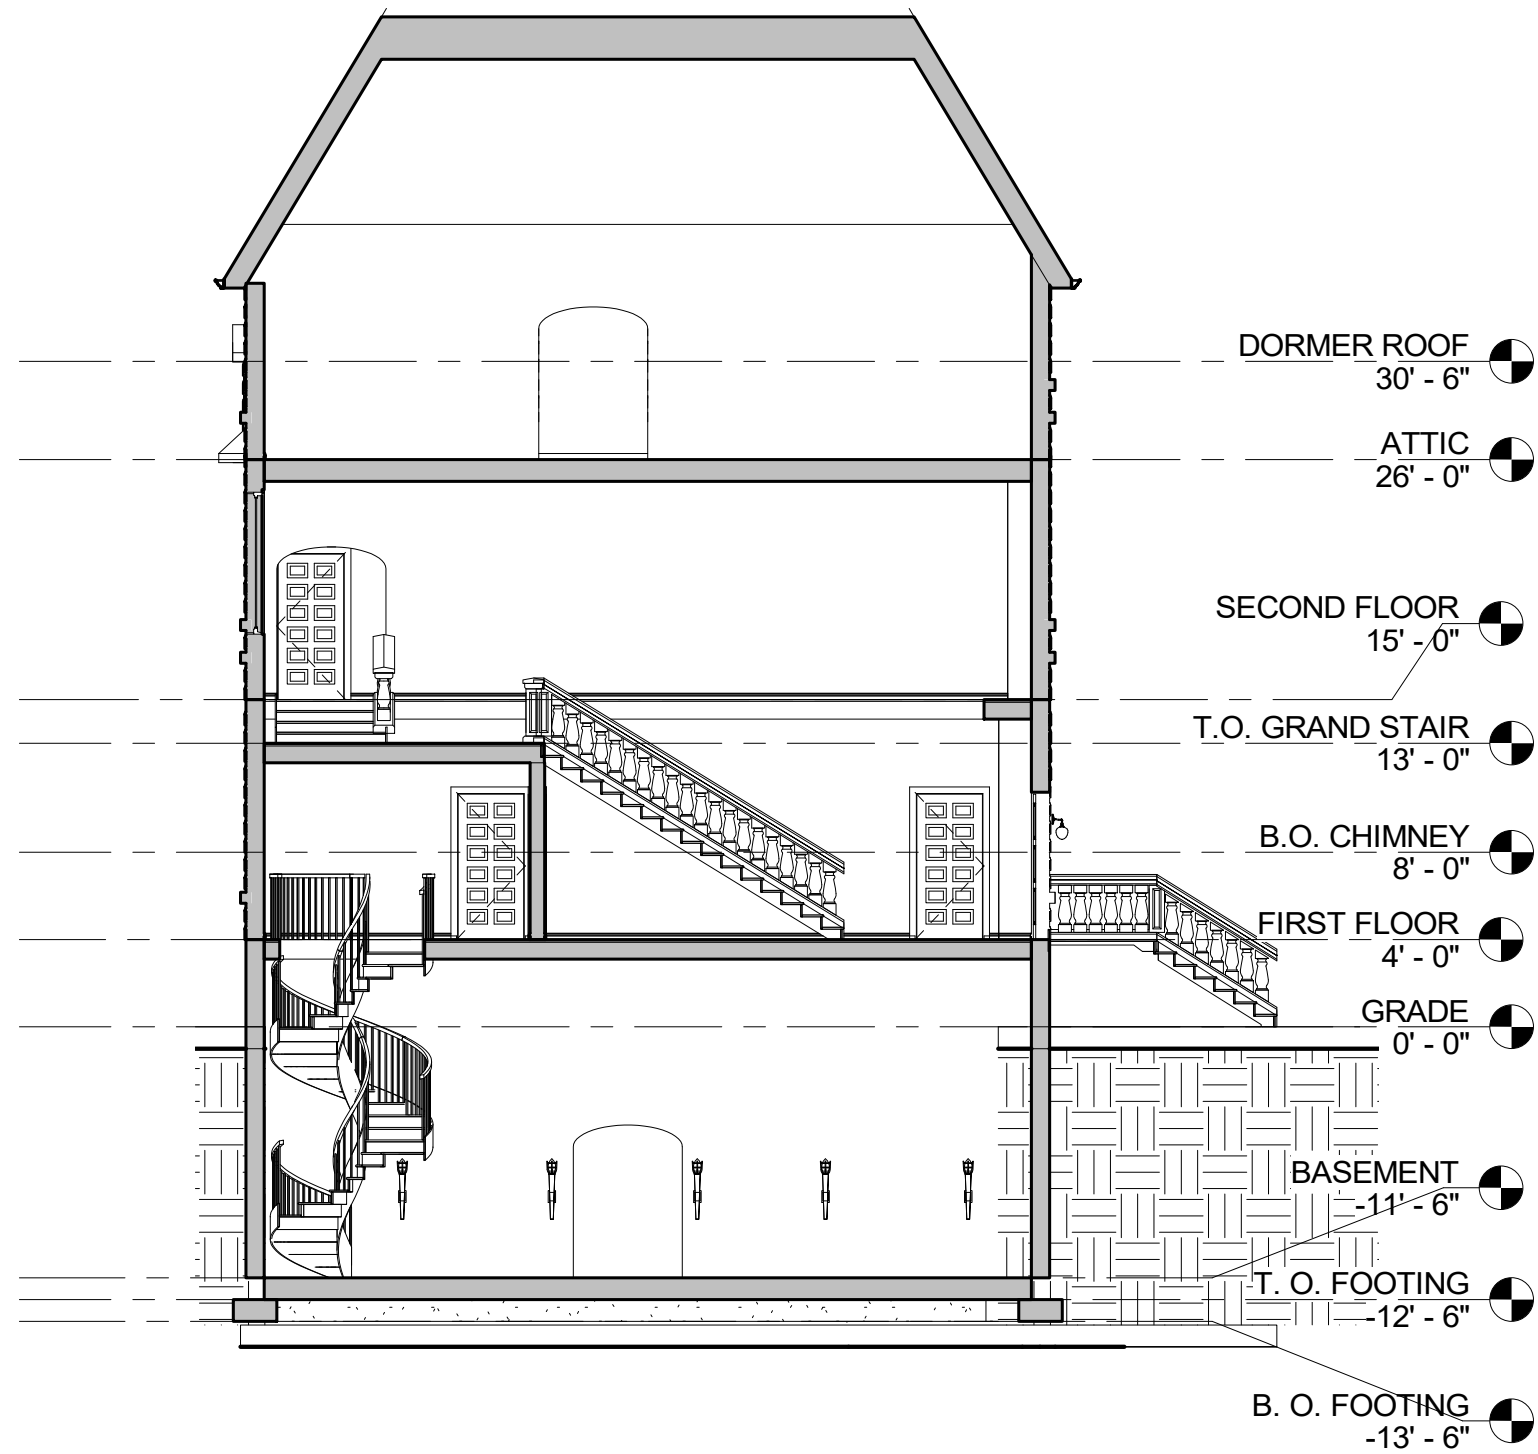 DORMER ROOF
30' - 6"
ATTIC
26' - 0"
SECOND FLOOR
15' - 0"
T.O. GRAND STAIR
13' - 0"
B.O. CHIMNEY
8' - 0"
FIRST FLOOR
4' - 0"
GRADE
0' - 0"
BASEMENT
-11' - 6"
T. O. FOOTING
-12' - 6"
B. O. FOOTING
-13' - 6"